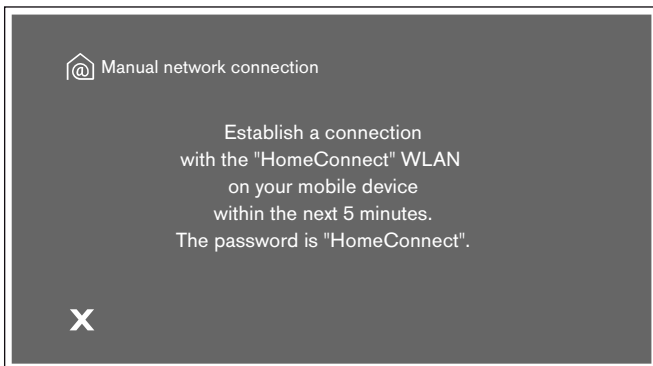 Manual network connection
Establish a connection
with the "HomeConnect" WLAN
on your mobile device
within the next 5 minutes.
The password is "HomeConnect".
X